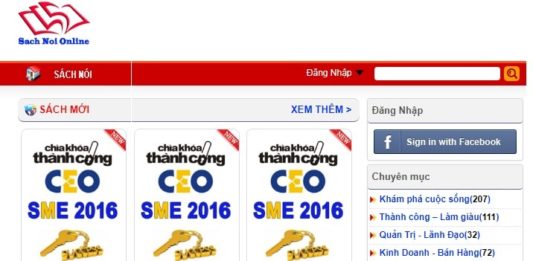 Sach Noi Online
SÁCH NÓI
Đăng Nhập
SÁCH MỚI
XEM THÊM >
NEW
chìa khóa
thành công
CEO
SME 2016
NEW
chìa khóa
thành công
CEO
SME 2016
NEW
chìa khóa
thành công
CEO
SME 2016
Đăng Nhập
f Sign in with Facebook
Chuyên mục
Khám phá cuộc sống(207)
Thành công – Làm giàu(111)
Quản Trị - Lãnh Đạo(32)
Kinh Doanh - Bán Hàng(72)